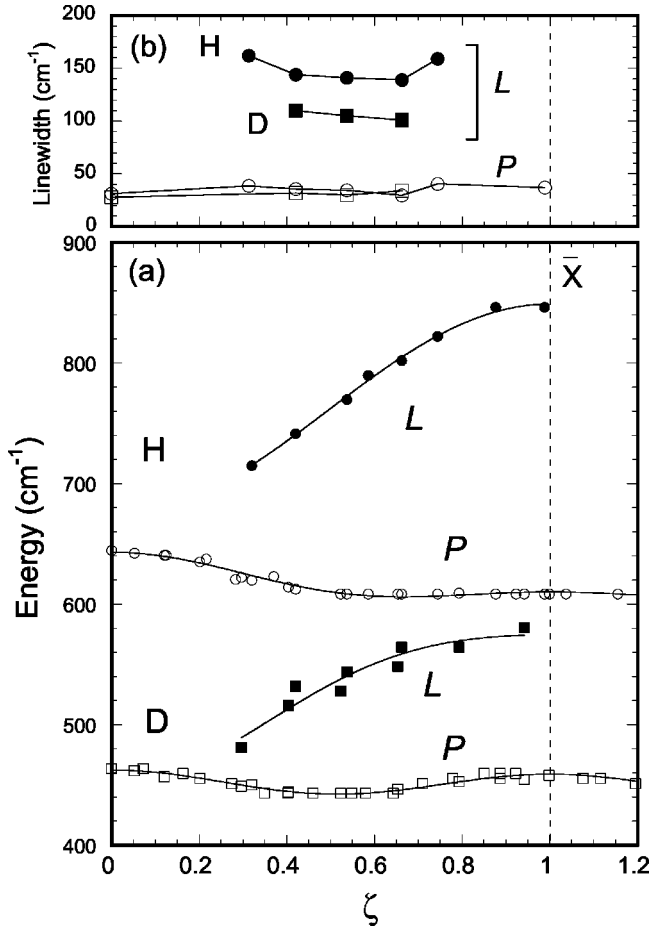 200
150
100
50
0
Linewidth (cm⁻¹)
(b)
H
D
L
P
900
800
700
600
500
400
Energy (cm⁻¹)
(a)
X̄
L
H
P
L
D
P
0
0.2
0.4
0.6
0.8
1
1.2
ζ